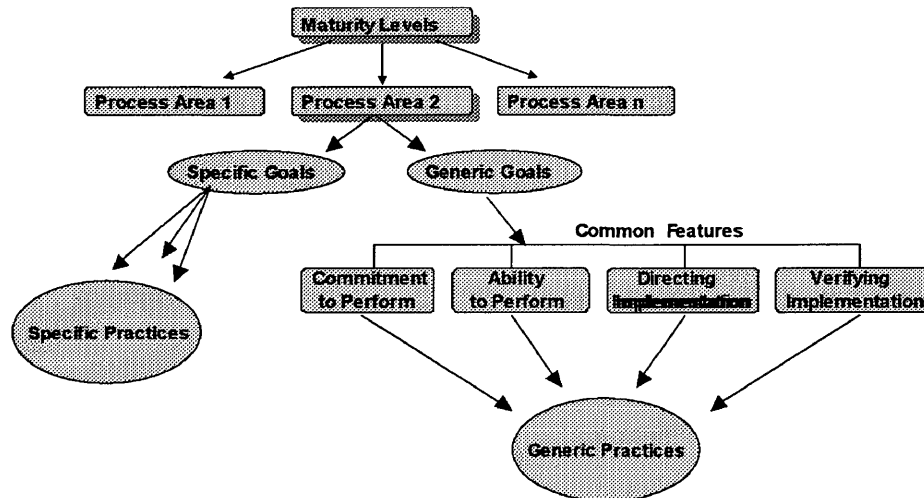 Maturity Levels
Process Area 1
Process Area 2
Process Area n
Specific Goals
Generic Goals
Common Features
Commitment
to Perform
Ability
to Perform
Directing
Implementation
Verifying
Implementation
Specific Practices
Generic Practices